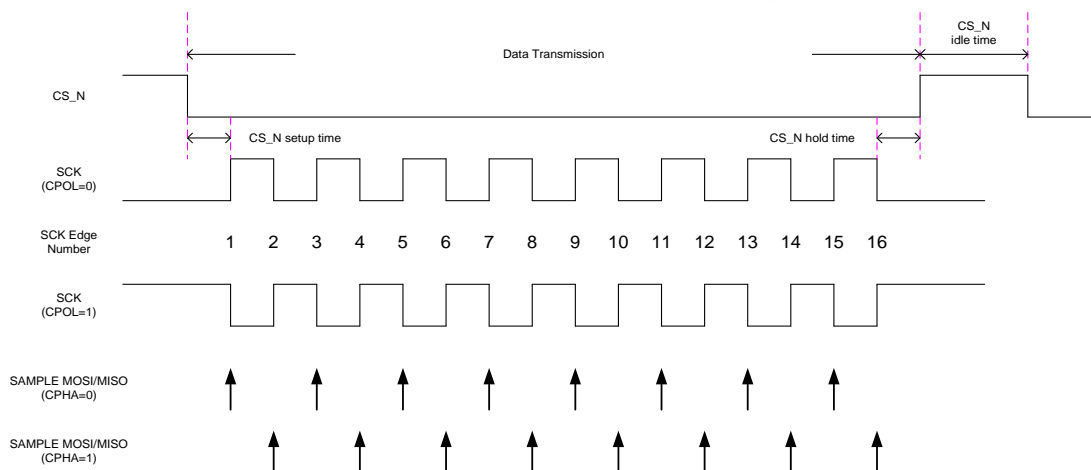 CS_N
idle time
Data Transmission
CS_N
CS_N setup time
CS_N hold time
SCK
(CPOL=0)
SCK Edge
Number
1 2 3 4 5 6 7 8 9 10 11 12 13 14 15 16
SCK
(CPOL=1)
SAMPLE MOSI/MISO
(CPHA=0)
SAMPLE MOSI/MISO
(CPHA=1)